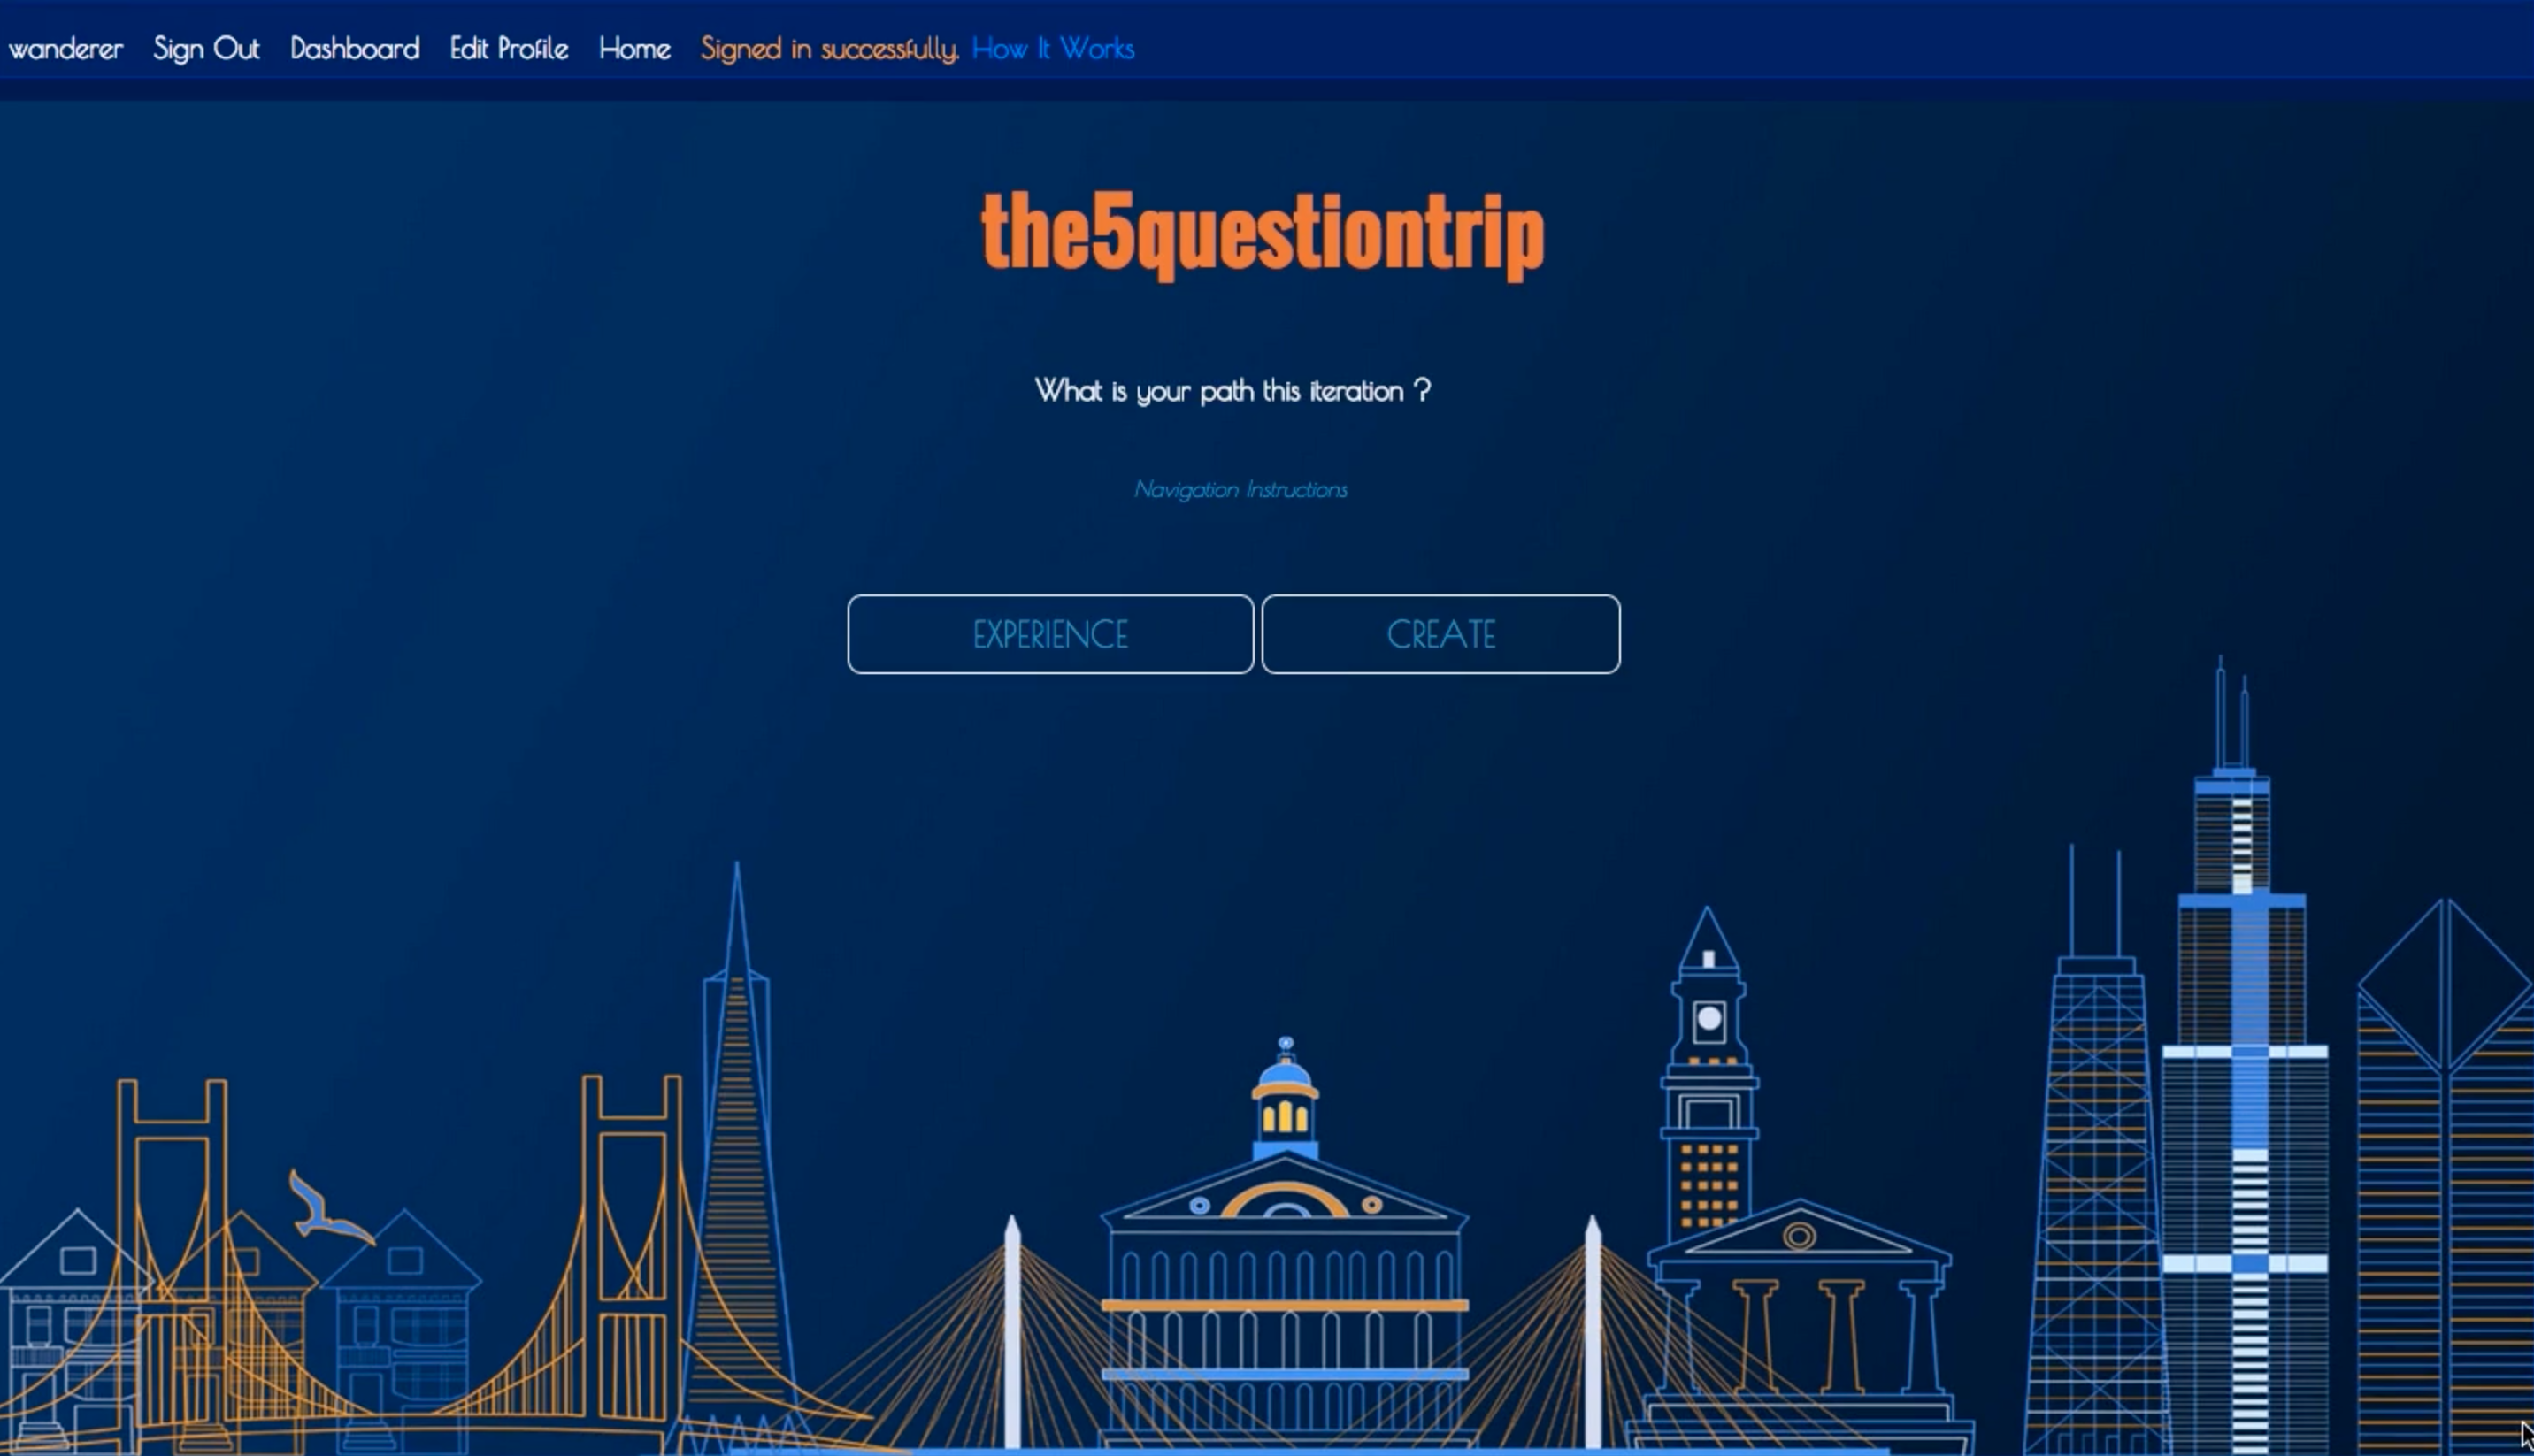 wanderer Sign Out Dashboard Edit Profile Home Signed in successfully. How It Works
the5questiontrip
What is your path this iteration ?
Navigation Instructions
EXPERIENCE CREATE